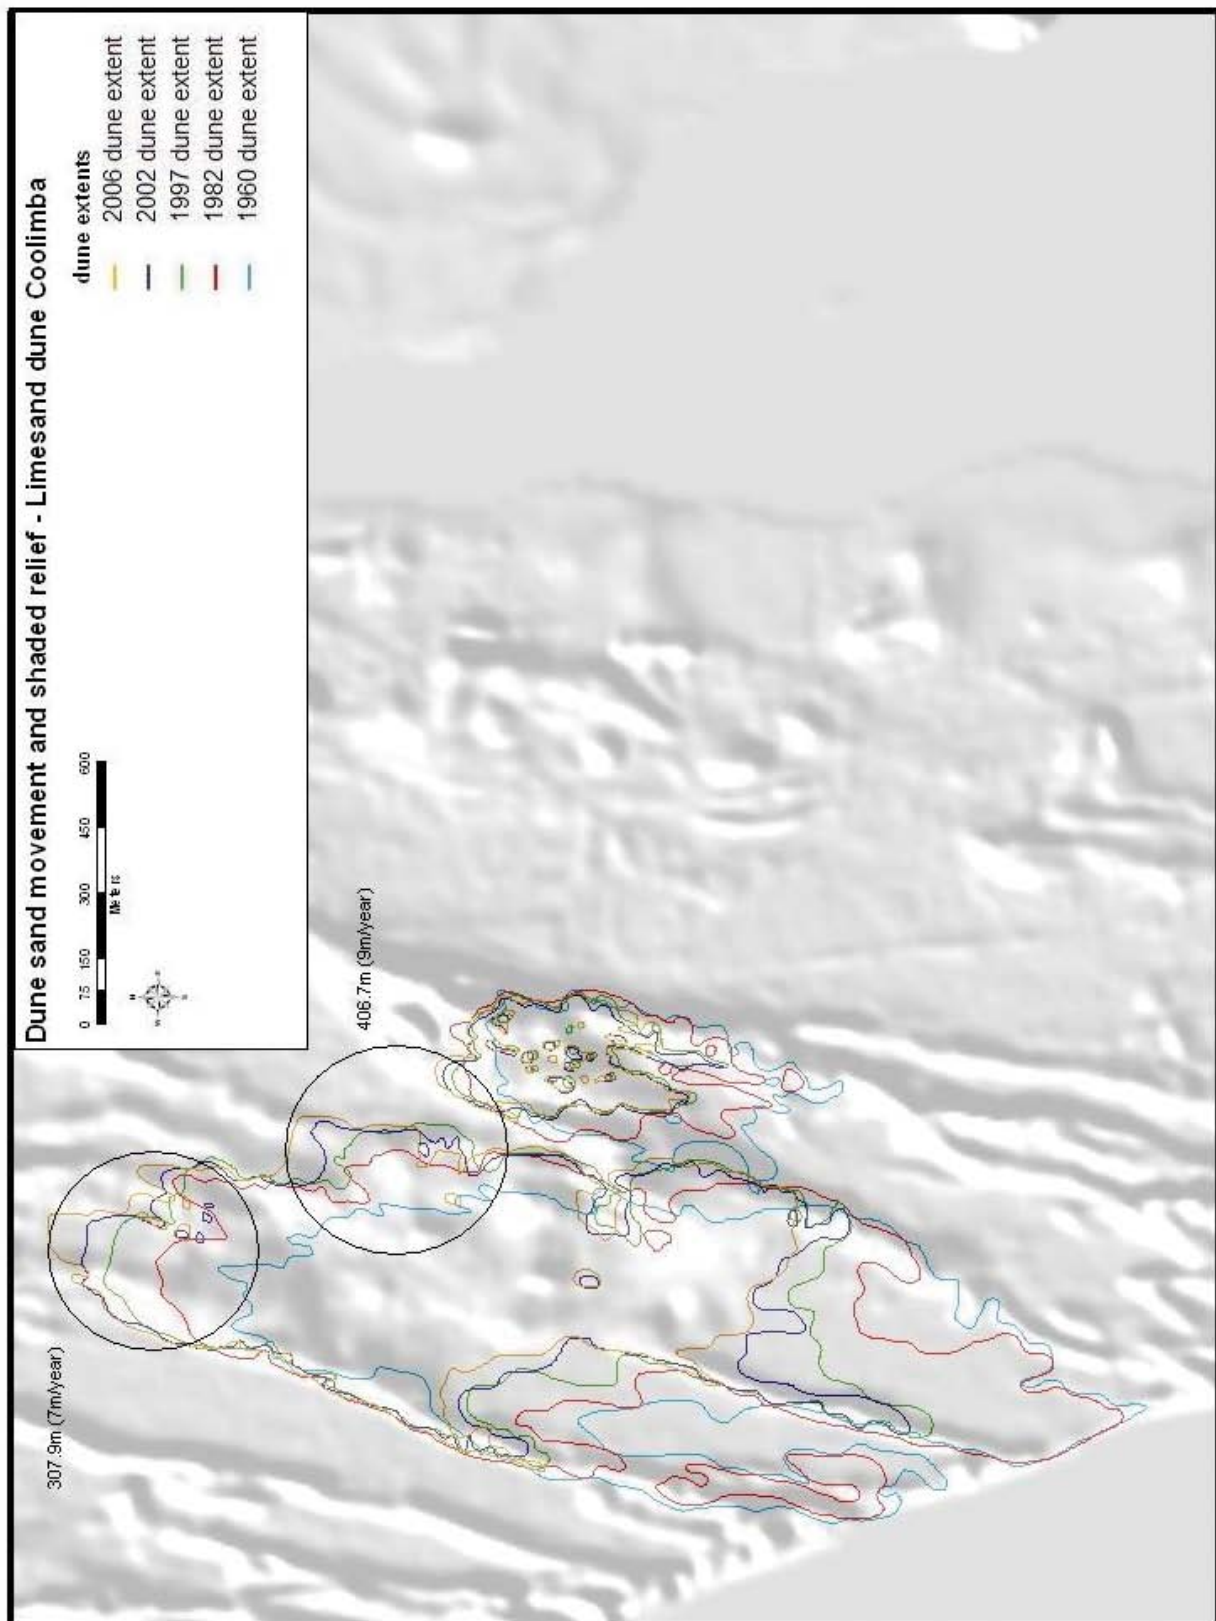 Dune sand movement and shaded relief - Limesand dune Coolimba
0 75 150 300 450 600
Meters
dune extents
2006 dune extent
2002 dune extent
1997 dune extent
1982 dune extent
1960 dune extent
307.9m (7m/year)
406.7m (9m/year)